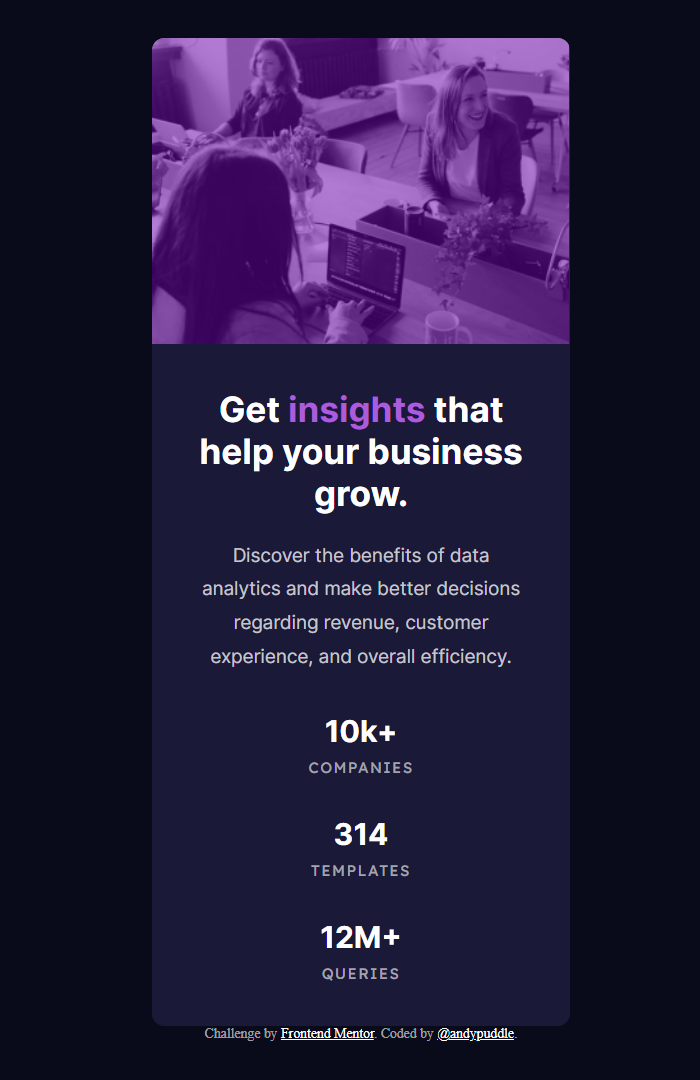 Get insights that
help your business
grow.
Discover the benefits of data
analytics and make better decisions
regarding revenue, customer
experience, and overall efficiency.
10k+
COMPANIES
314
TEMPLATES
12M+
QUERIES
Challenge by Frontend Mentor. Coded by @andypuddle.